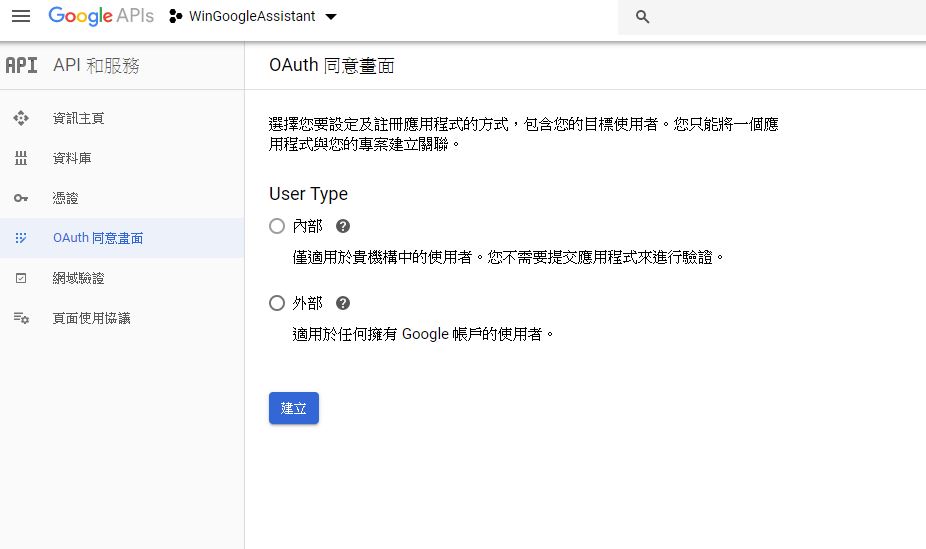 Google APIs WinGoogleAssistant
API API 和服務
OAuth 同意畫面
資訊主頁
資料庫
憑證
OAuth 同意畫面
網域驗證
頁面使用協議
選擇您要設定及註冊應用程式的方式，包含您的目標使用者。您只能將一個應
用程式與您的專案建立關聯。
User Type
內部
僅適用於貴機構中的使用者。您不需要提交應用程式來進行驗證。
外部
適用於任何擁有 Google 帳戶的使用者。
建立